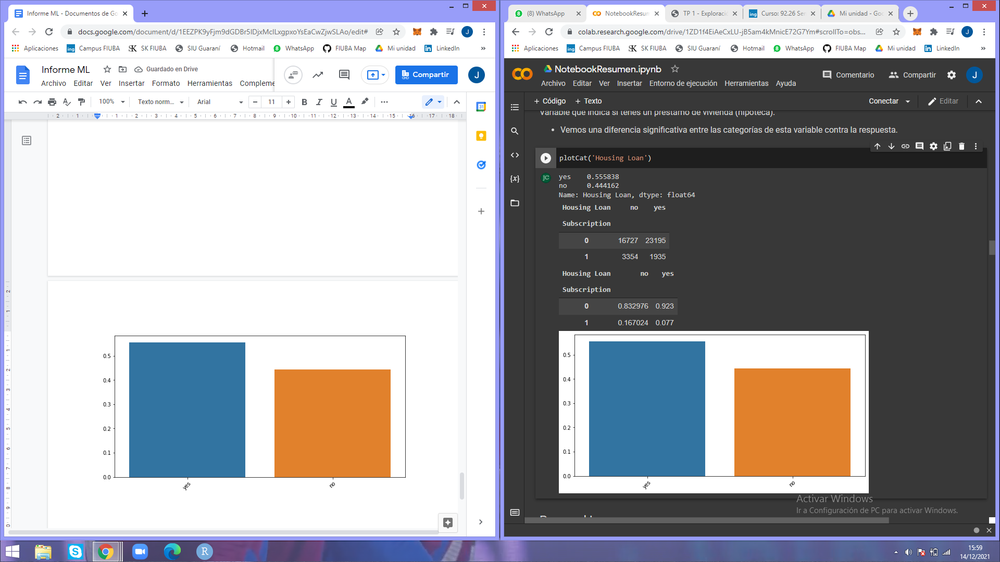 Informe ML - Documentos de Go
docs.google.com/document/d/1EEZPK9yFjm9dGDBr5IDjxMcILxgpxoYsEaCwZjwSLAo/edit#
Aplicaciones
Campus FIUBA
SK FIUBA
SIU Guaraní
Hotmail
WhatsApp
FIUBA Map
Mi unidad
LinkedIn
»
Informe ML
Guardado en Drive
Archivo Editar Ver Insertar Formato Herramientas Compleme
Compartir
J
100% Texto norm... Arial 11 B I U A
2 1 1 2 3 4 5 6 7 8 9 10 11 12 13 14 15 16 17 18
0.5
0.4
0.3
0.2
0.1
0.0
yes no
(8) WhatsApp
NotebookResum
TP 1 - Exploració
Curso: 92.26 Sem
Mi unidad - Goo
colab.research.google.com/drive/1ZD1f4EiAeCxLU-jB5am4kMnicE72G7Ym#scrollTo=obs...
Aplicaciones
Campus FIUBA
SK FIUBA
SIU Guaraní
Hotmail
WhatsApp
FIUBA Map
Mi unidad
LinkedIn
»
NotebookResumen.ipynb
Archivo Editar Ver Insertar Entorno de ejecución Herramientas Ayuda
Comentario
Compartir
J
+ Código + Texto
Conectar
Editar
Variable que indica si tenés un préstamo de vivienda (hipoteca).
• Vemos una diferencia significativa entre las categorías de esta variable contra la respuesta.
plotCat('Housing Loan')
JC
yes 0.555838
no 0.444162
Name: Housing Loan, dtype: float64
Housing Loan no yes
Subscription
0 16727 23195
1 3354 1935
Housing Loan no yes
Subscription
0 0.832976 0.923
1 0.167024 0.077
0.5
0.4
0.3
0.2
0.1
0.0
yes no
Activar Windows
Ir a Configuración de PC para activar Windows.
15:59
14/12/2021